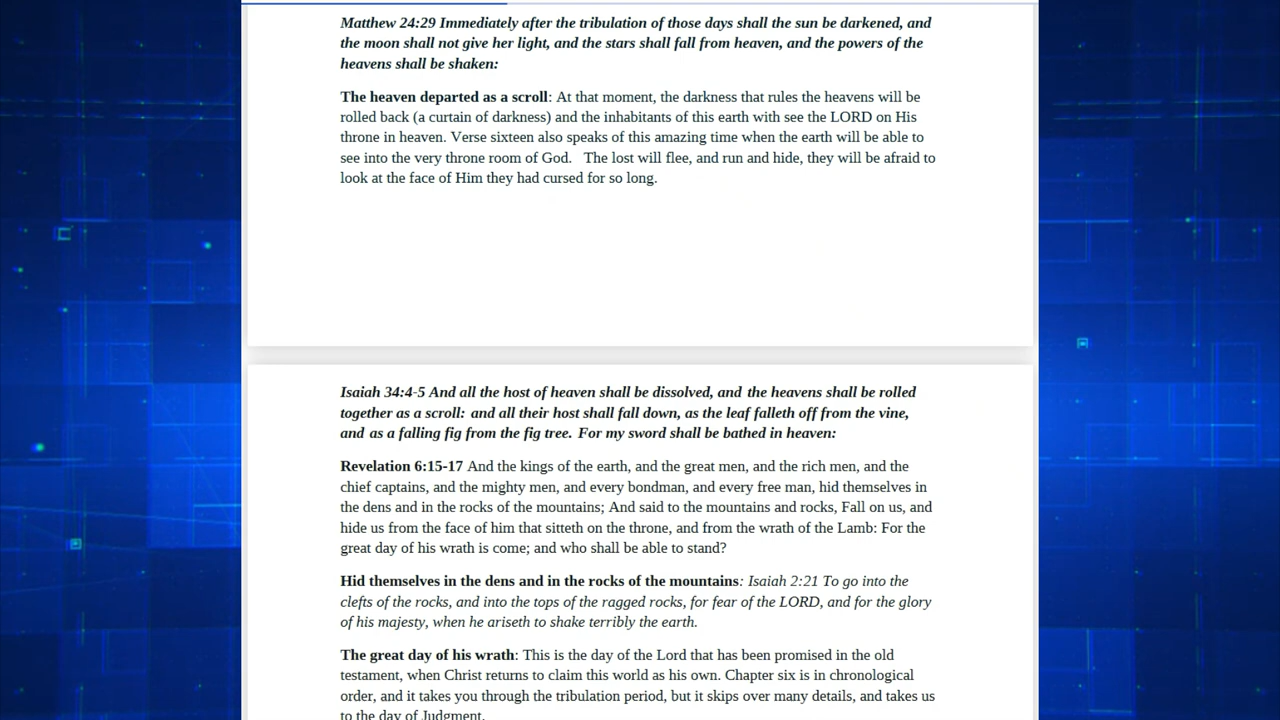 Matthew 24:29 Immediately after the tribulation of those days shall the sun be darkened, and
the moon shall not give her light, and the stars shall fall from heaven, and the powers of the
heavens shall be shaken:
The heaven departed as a scroll: At that moment, the darkness that rules the heavens will be
rolled back (a curtain of darkness) and the inhabitants of this earth with see the LORD on His
throne in heaven. Verse sixteen also speaks of this amazing time when the earth will be able to
see into the very throne room of God. The lost will flee, and run and hide, they will be afraid to
look at the face of Him they had cursed for so long.
Isaiah 34:4-5 And all the host of heaven shall be dissolved, and the heavens shall be rolled
together as a scroll: and all their host shall fall down, as the leaf falleth off from the vine,
and as a falling fig from the fig tree. For my sword shall be bathed in heaven:
Revelation 6:15-17 And the kings of the earth, and the great men, and the rich men, and the
chief captains, and the mighty men, and every bondman, and every free man, hid themselves in
the dens and in the rocks of the mountains; And said to the mountains and rocks, Fall on us, and
hide us from the face of him that sitteth on the throne, and from the wrath of the Lamb: For the
great day of his wrath is come; and who shall be able to stand?
Hid themselves in the dens and in the rocks of the mountains: Isaiah 2:21 To go into the
clefts of the rocks, and into the tops of the ragged rocks, for fear of the LORD, and for the glory
of his majesty, when he ariseth to shake terribly the earth.
The great day of his wrath: This is the day of the Lord that has been promised in the old
testament, when Christ returns to claim this world as his own. Chapter six is in chronological
order, and it takes you through the tribulation period, but it skips over many details, and takes us
to the day of Judgment.